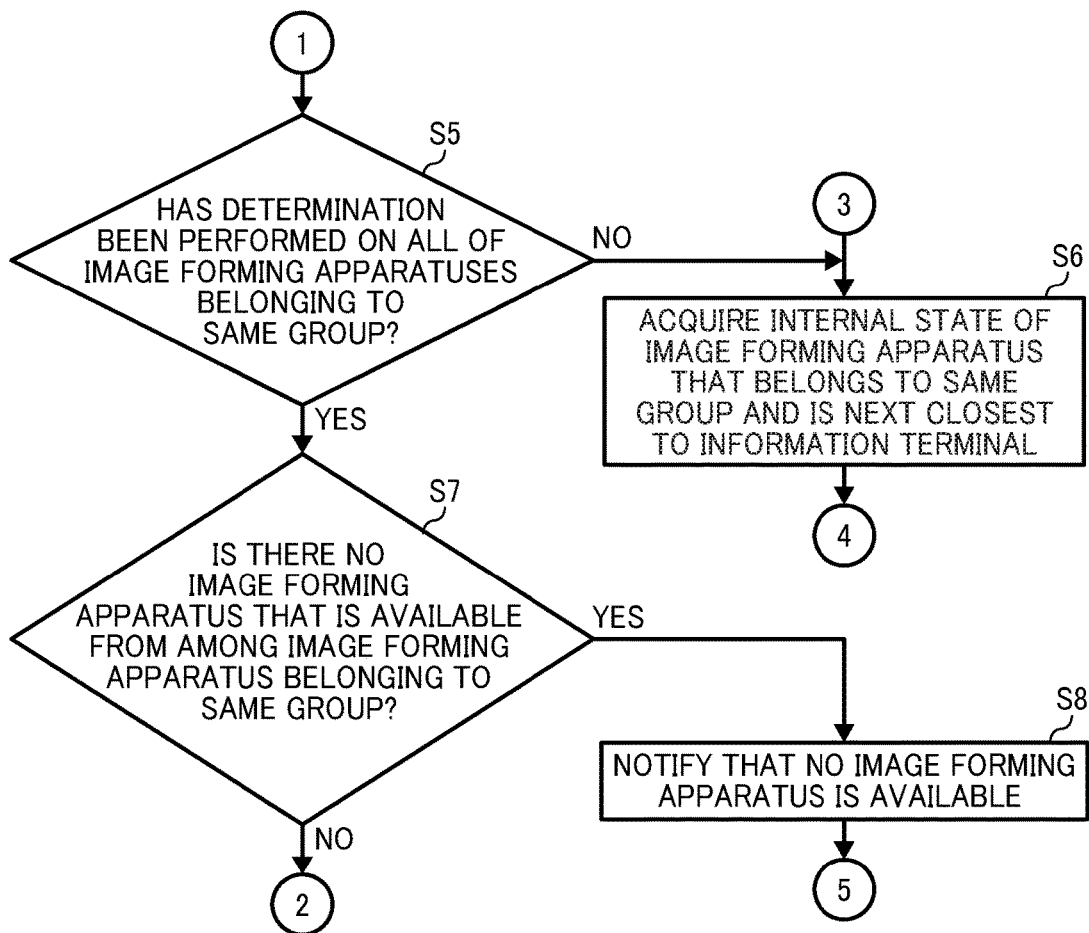 1
S5
HAS DETERMINATION
BEEN PERFORMED ON ALL OF
IMAGE FORMING APPARATUSES
BELONGING TO
SAME GROUP?
NO
YES
3
S6
ACQUIRE INTERNAL STATE OF
IMAGE FORMING APPARATUS
THAT BELONGS TO SAME
GROUP AND IS NEXT CLOSEST
TO INFORMATION TERMINAL
4
S7
IS THERE NO
IMAGE FORMING
APPARATUS THAT IS AVAILABLE
FROM AMONG IMAGE FORMING
APPARATUS BELONGING TO
SAME GROUP?
YES
NO
2
S8
NOTIFY THAT NO IMAGE FORMING
APPARATUS IS AVAILABLE
5